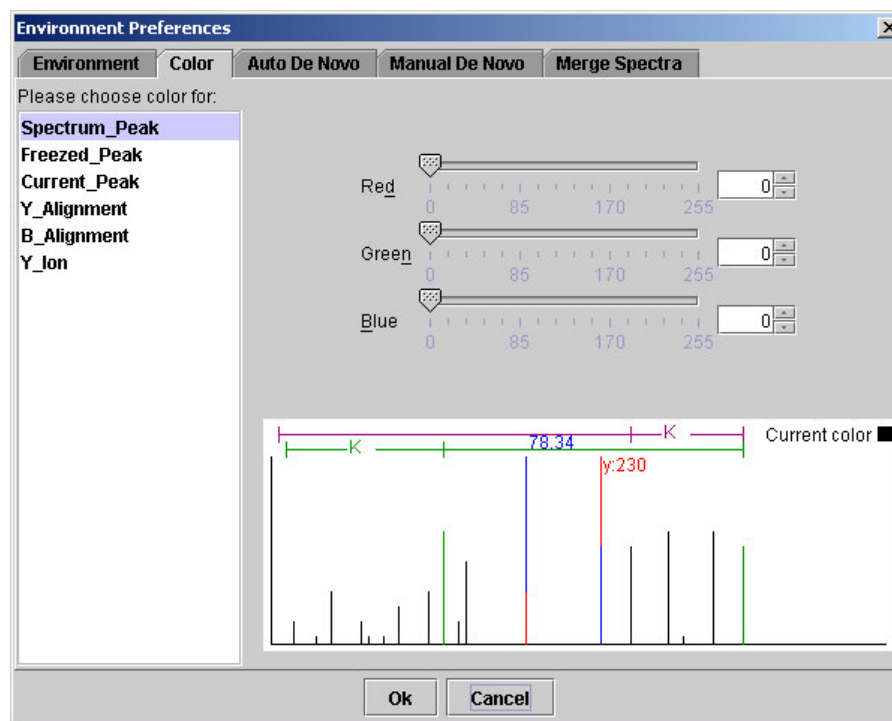 Environment Preferences
Environment Color Auto De Novo Manual De Novo Merge Spectra
Please choose color for:
Spectrum_Peak
Freezed_Peak
Current_Peak
Y_Alignment
B_Alignment
Y_Ion
Red 0
0 85 170 255
Green 0
0 85 170 255
Blue 0
0 85 170 255
K Current color
K 78.34
y:230
Ok Cancel